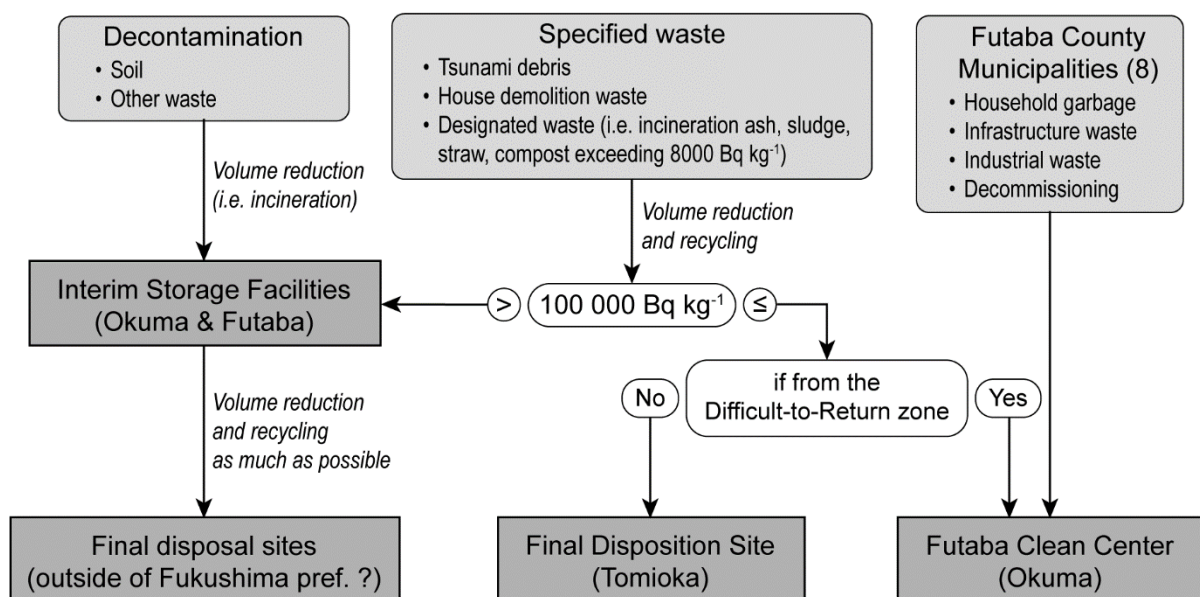 Decontamination
• Soil
• Other waste
Specified waste
• Tsunami debris
• House demolition waste
• Designated waste (i.e. incineration ash, sludge,
straw, compost exceeding 8000 Bq kg⁻¹)
Futaba County
Municipalities (8)
• Household garbage
• Infrastructure waste
• Industrial waste
• Decommissioning
Volume reduction
(i.e. incineration)
Volume reduction
and recycling
Interim Storage Facilities
(Okuma & Futaba)
>
100 000 Bq kg⁻¹
≤
No
if from the
Difficult-to-Return zone
Yes
Volume reduction
and recycling
as much as possible
Final disposal sites
(outside of Fukushima pref. ?)
Final Disposition Site
(Tomioka)
Futaba Clean Center
(Okuma)